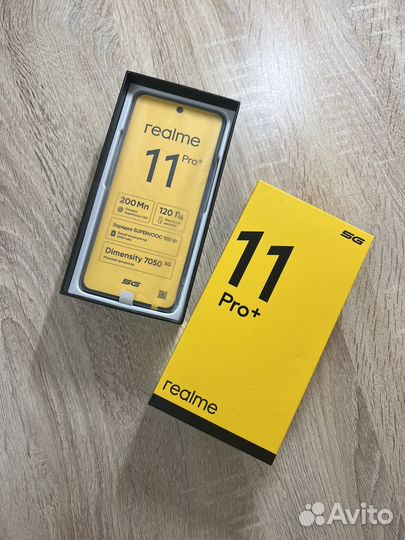 realme
11 Pro+
200 Мп
120 Гц
Зарядка SUPERVOOC 100 Вт
Dimensity 7050 5G
5G
5G
11
Pro+
realme
Avito